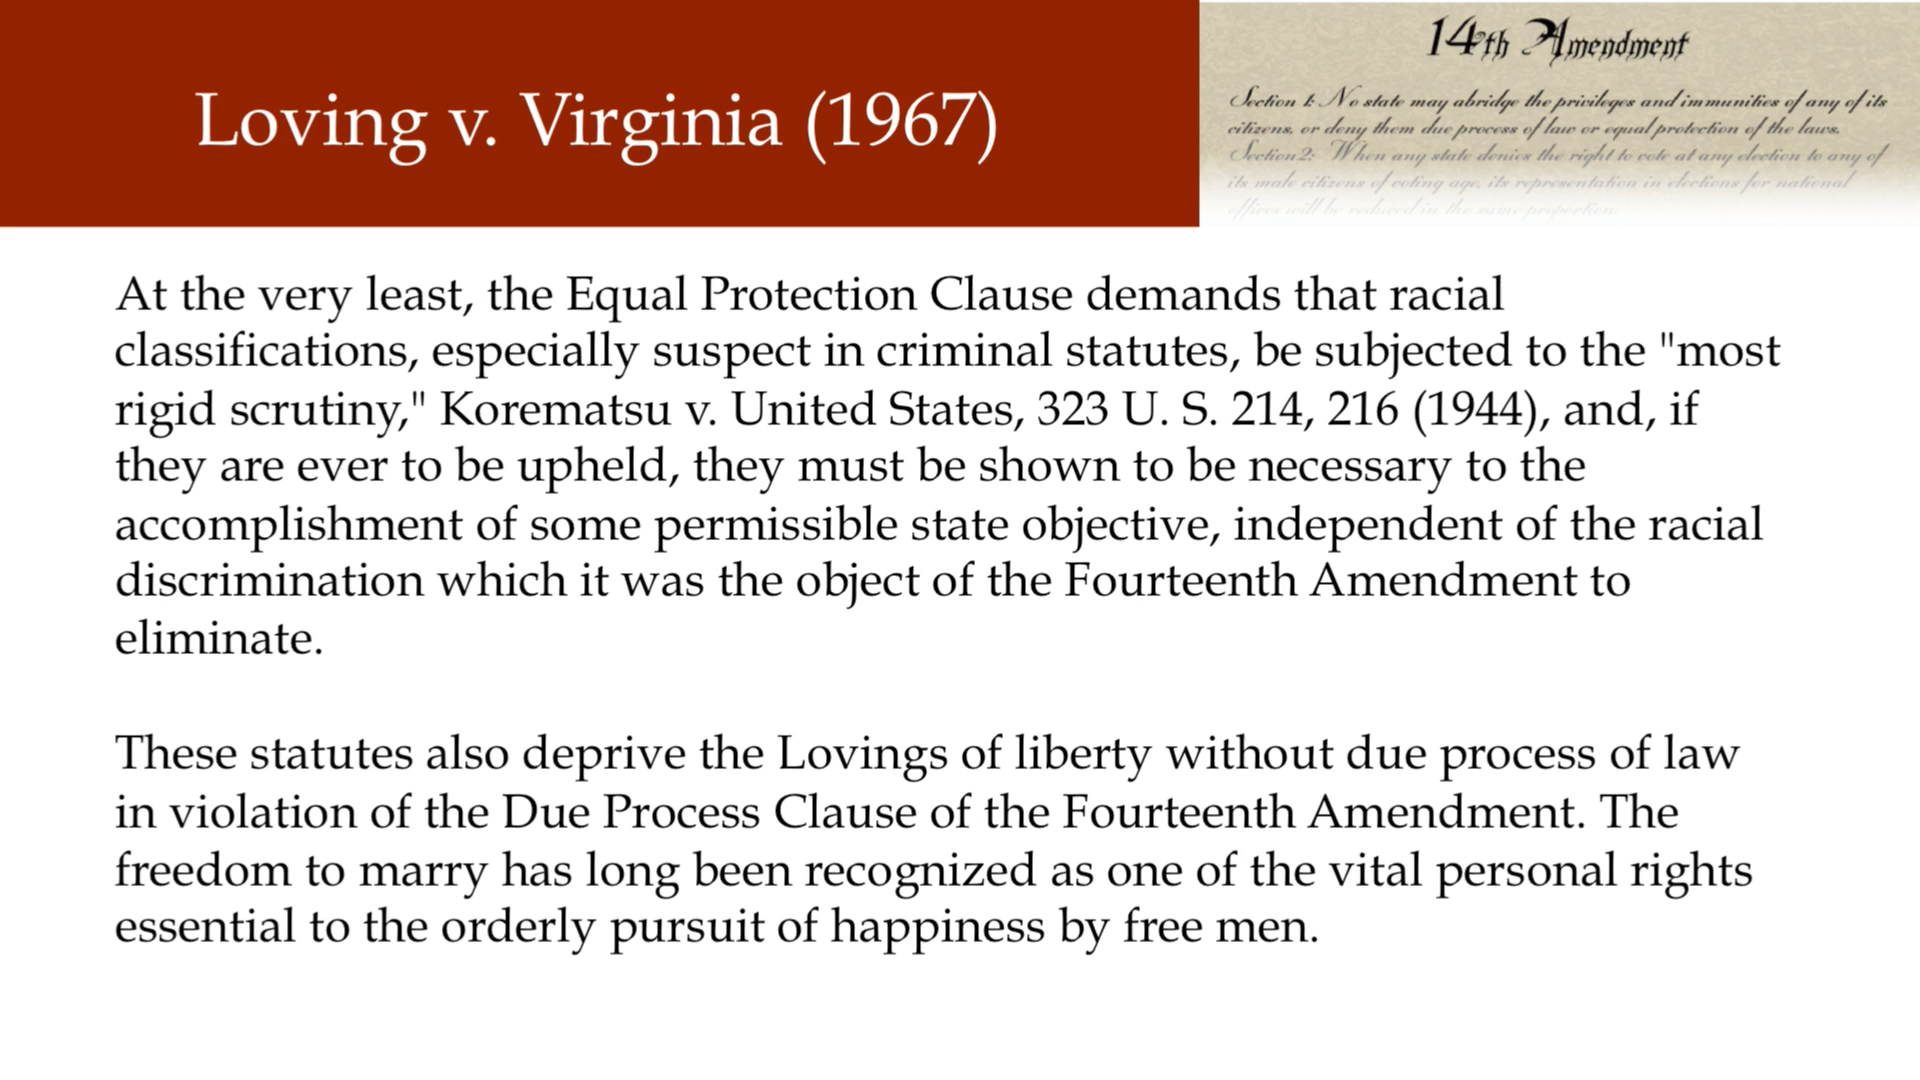 Loving v. Virginia (1967)
14th Amendment
Section 1: No state may abridge the privileges and immunities of any of its
citizens, or deny them due process of law or equal protection of the laws.
Section 2: When any state denies the right to vote at any election to any of
its male citizens of voting age, its representation in elections for national
offices will be reduced in the same proportion.
At the very least, the Equal Protection Clause demands that racial
classifications, especially suspect in criminal statutes, be subjected to the "most
rigid scrutiny," Korematsu v. United States, 323 U. S. 214, 216 (1944), and, if
they are ever to be upheld, they must be shown to be necessary to the
accomplishment of some permissible state objective, independent of the racial
discrimination which it was the object of the Fourteenth Amendment to
eliminate.
These statutes also deprive the Lovings of liberty without due process of law
in violation of the Due Process Clause of the Fourteenth Amendment. The
freedom to marry has long been recognized as one of the vital personal rights
essential to the orderly pursuit of happiness by free men.